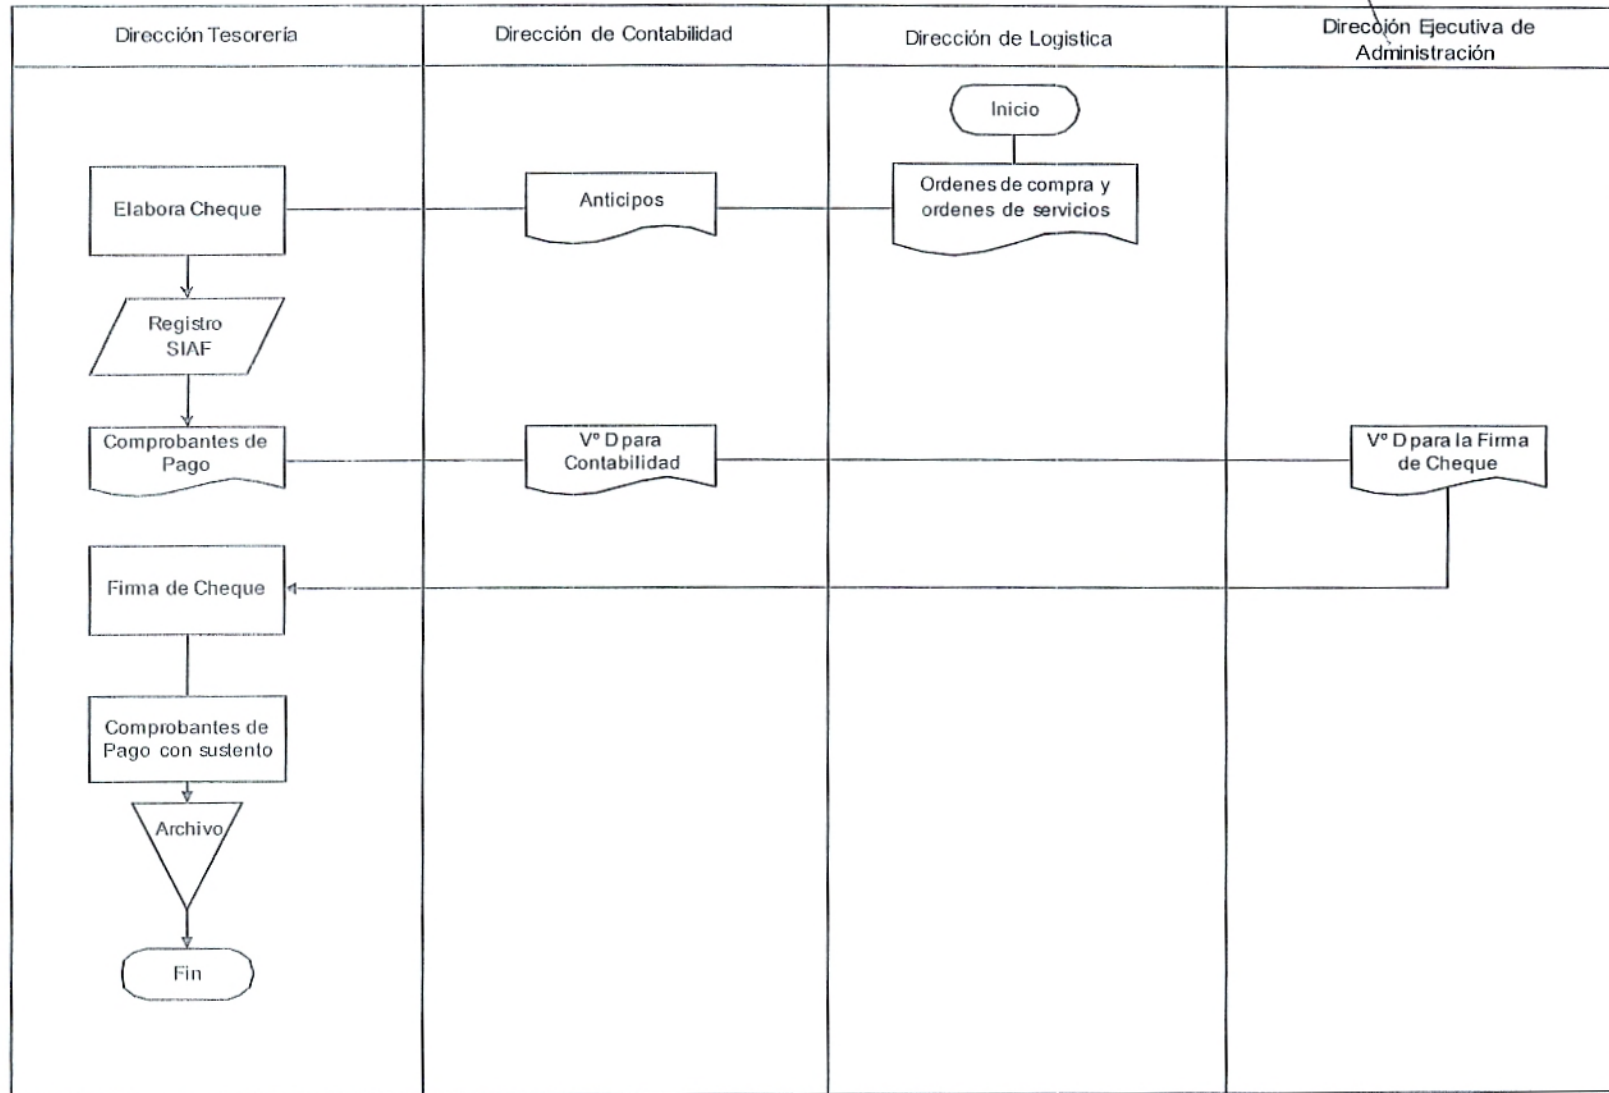 Dirección Tesorería
Dirección de Contabilidad
Dirección de Logistica
Dirección Ejecutiva de
Administración
Inicio
Elabora Cheque
Anticipos
Ordenes de compra y
ordenes de servicios
Registro
SIAF
Comprobantes de
Pago
Vº D para
Contabilidad
Vº D para la Firma
de Cheque
Firma de Cheque
Comprobantes de
Pago con sustento
Archivo
Fin